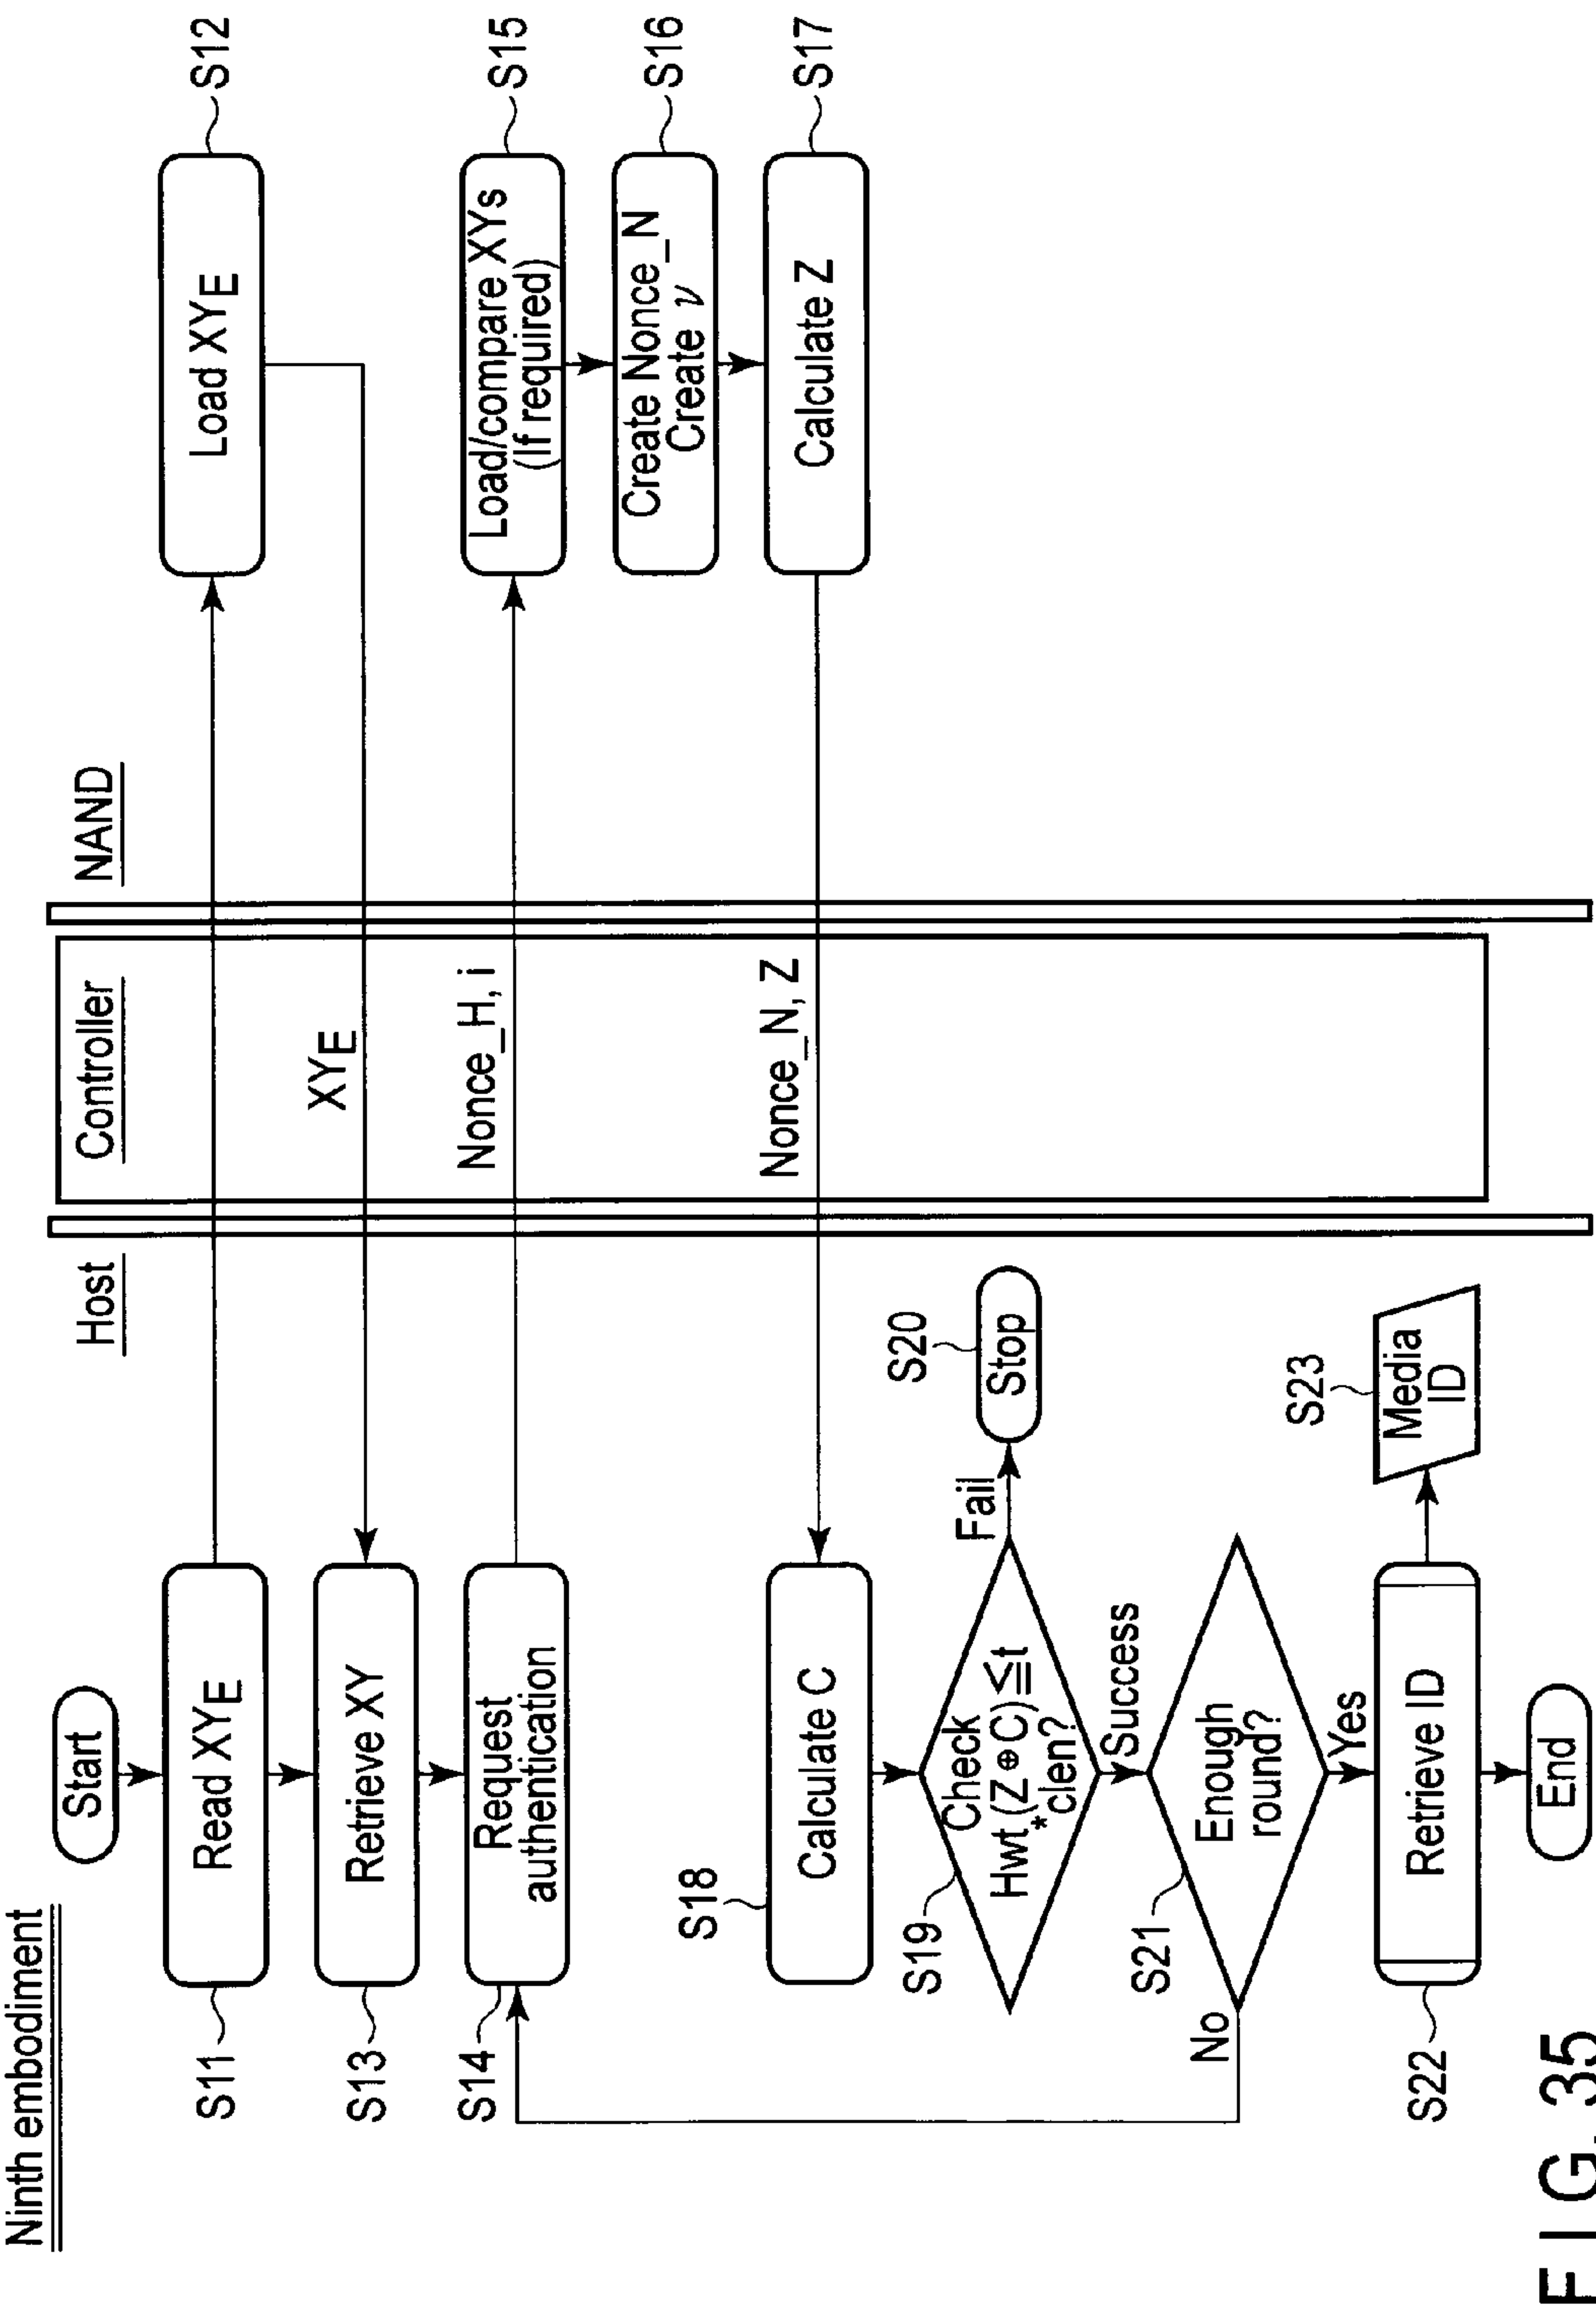 Ninth embodiment
Host
Controller
NAND
Start
S11
Read XYE
Load XYE
S12
XYE
S13
Retrieve XY
S14
Request
authentication
Nonce_H, i
Load/compare XYs
(If required)
S15
Create Nonce_N
Create ν
S16
Calculate Z
S17
Nonce_N, Z
S18
Calculate C
S19
Check
Hwt (Z ⊕ C) ≦t
*
clen?
Fail
Stop
S20
Success
S21
Enough
round?
No
Yes
S22
Retrieve ID
Media
ID
S23
End
F I G. 35